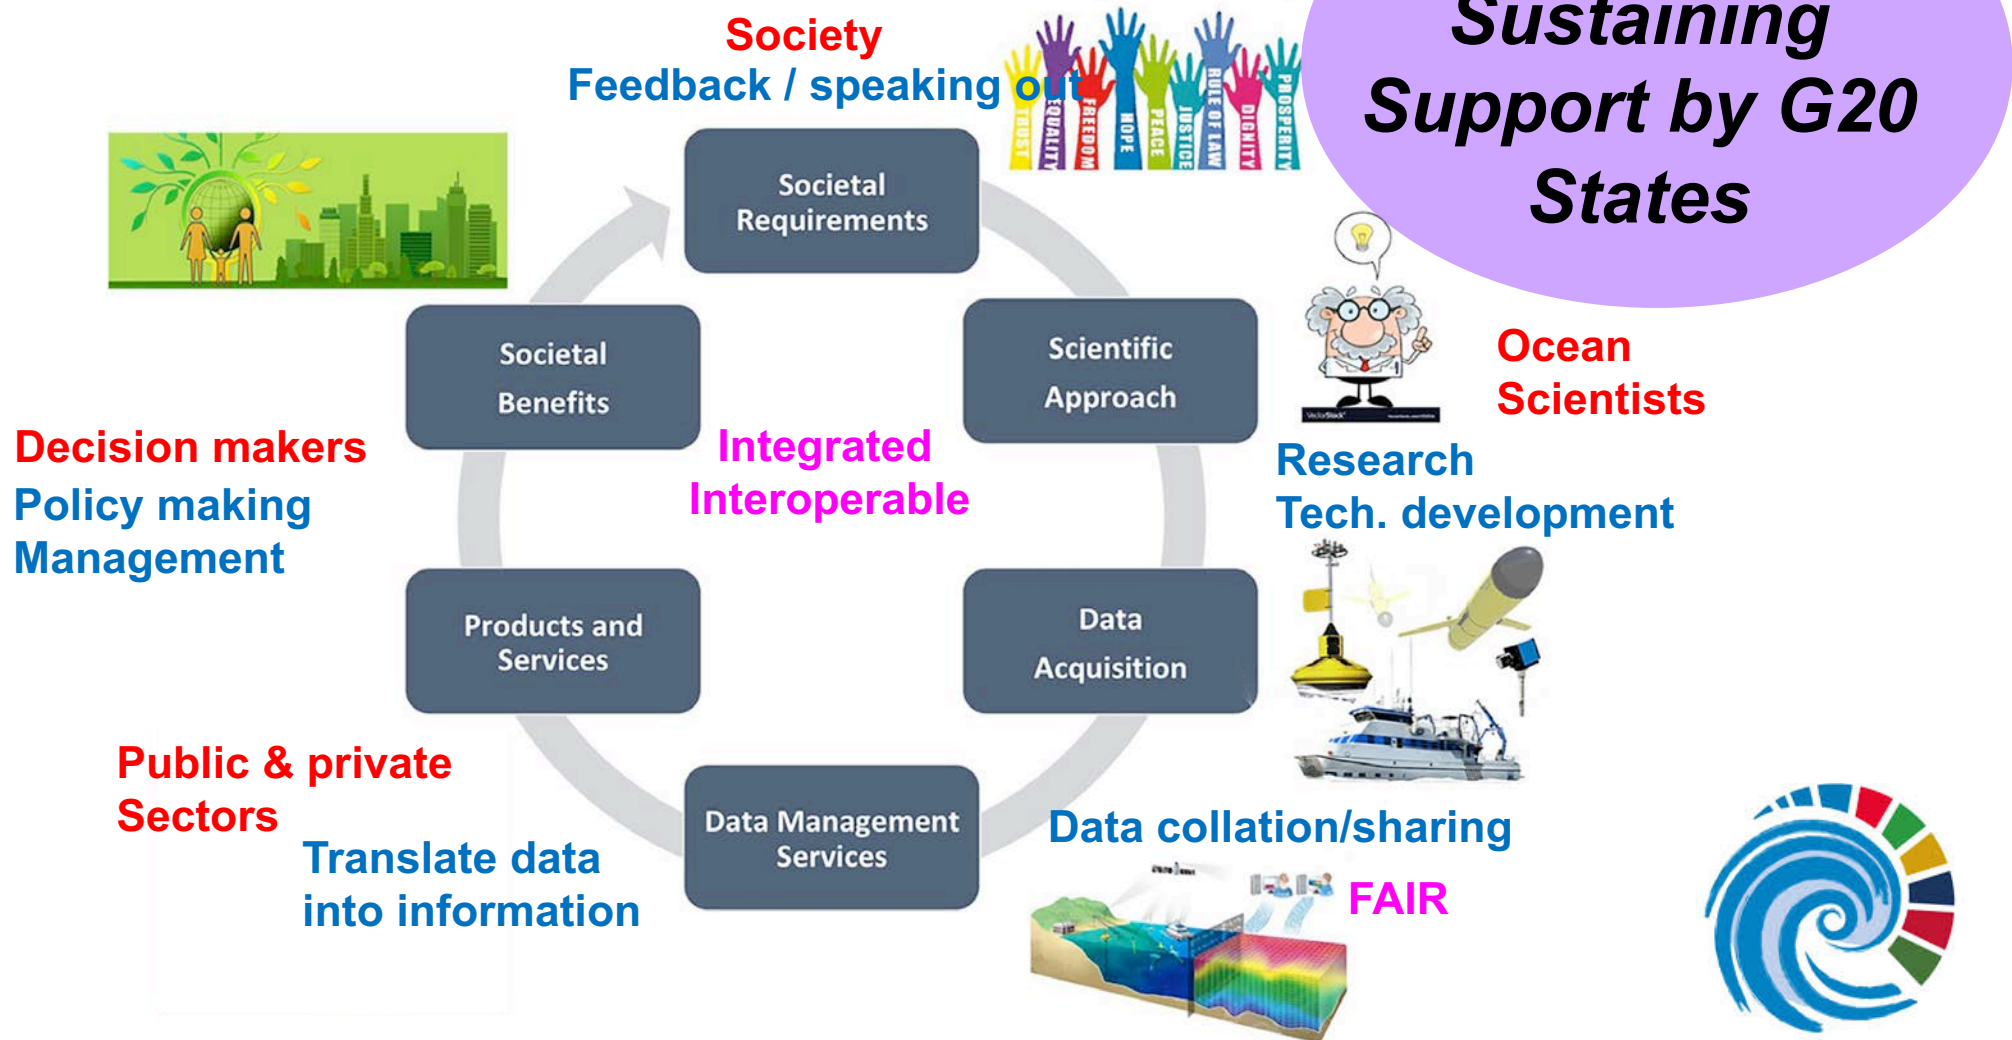 Society
Feedback / speaking out
TRUST
EQUALITY
FREEDOM
HOPE
PEACE
JUSTICE
RULE OF LAW
DIGNITY
PROSPERITY
Sustaining
Support by G20
States
Societal
Requirements
Scientific
Approach
Ocean
Scientists
VectorStock
Research
Tech. development
Societal
Benefits
Decision makers
Policy making
Management
Integrated
Interoperable
Data
Acquisition
Products and
Services
Public & private
Sectors
Translate data
into information
Data Management
Services
Data collation/sharing
FAIR